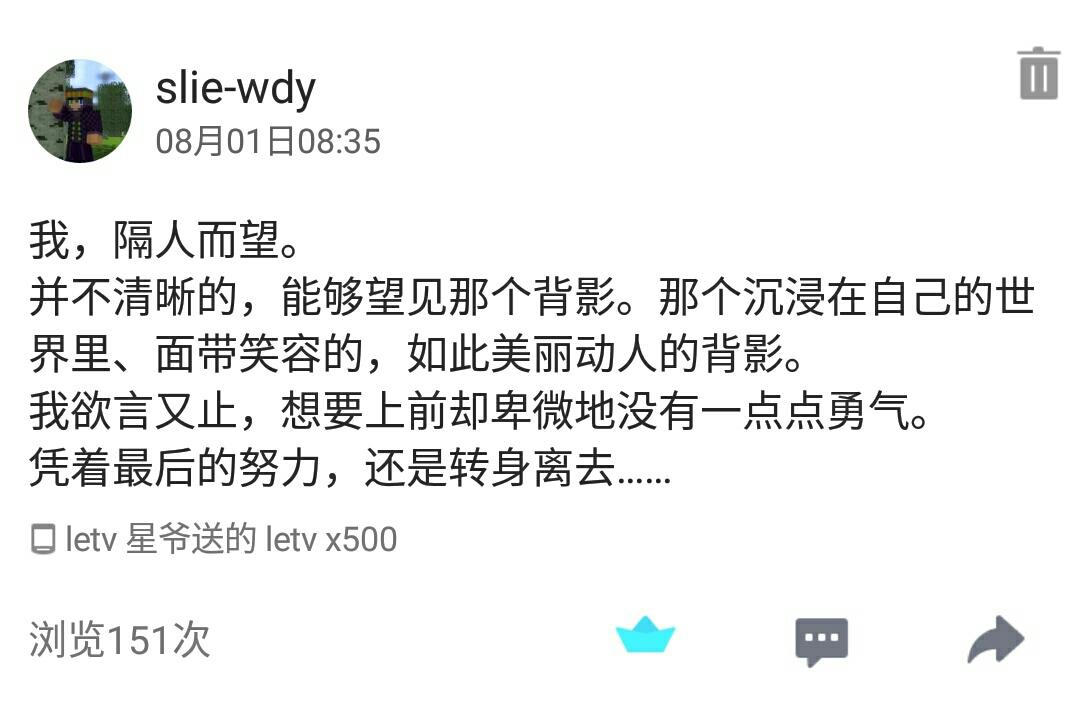 slie-wdy
08月01日08:35
我，隔人而望。
并不清晰的，能够望见那个背影。那个沉浸在自己的世
界里、面带笑容的，如此美丽动人的背影。
我欲言又止，想要上前却卑微地没有一点点勇气。
凭着最后的努力，还是转身离去……
letv 星爷送的 letv x500
浏览151次